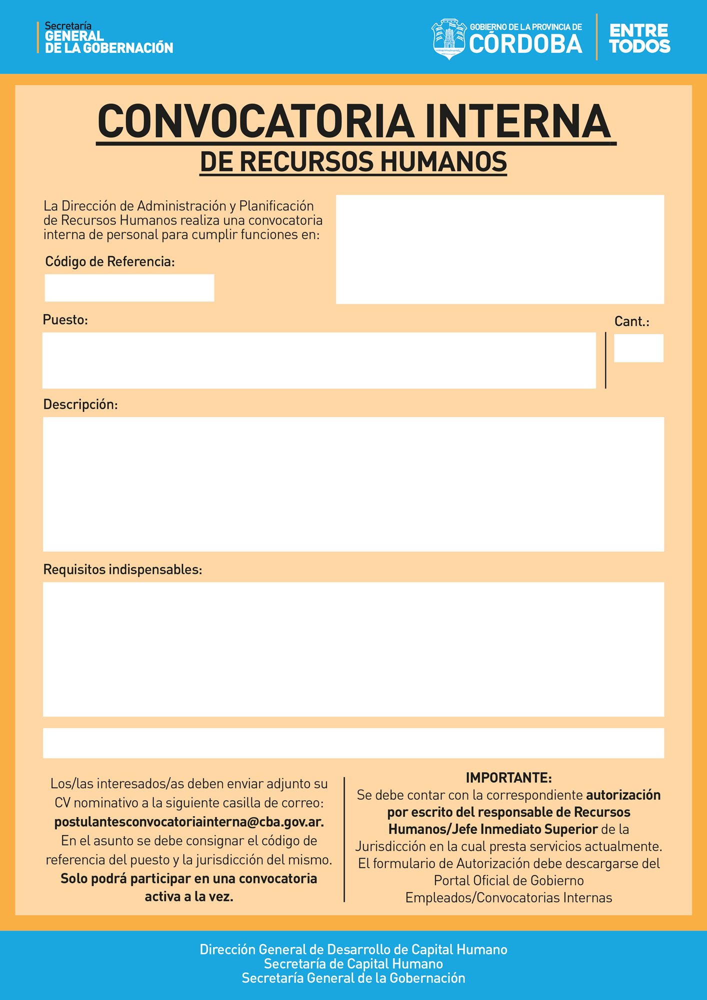 Secretaría
GENERAL
DE LA GOBERNACIÓN
GOBIERNO DE LA PROVINCIA DE
CÓRDOBA
ENTRE
TODOS
CONVOCATORIA INTERNA
DE RECURSOS HUMANOS
La Dirección de Administración y Planificación
de Recursos Humanos realiza una convocatoria
interna de personal para cumplir funciones en:
Código de Referencia:
Puesto:
Cant.:
Descripción:
Requisitos indispensables:
Los/las interesados/as deben enviar adjunto su
CV nominativo a la siguiente casilla de correo:
postulantesconvocatoriainterna@cba.gov.ar.
En el asunto se debe consignar el código de
referencia del puesto y la jurisdicción del mismo.
Solo podrá participar en una convocatoria
activa a la vez.
IMPORTANTE:
Se debe contar con la correspondiente autorización
por escrito del responsable de Recursos
Humanos/Jefe Inmediato Superior de la
Jurisdicción en la cual presta servicios actualmente.
El formulario de Autorización debe descargarse del
Portal Oficial de Gobierno
Empleados/Convocatorias Internas
Dirección General de Desarrollo de Capital Humano
Secretaría de Capital Humano
Secretaría General de la Gobernación